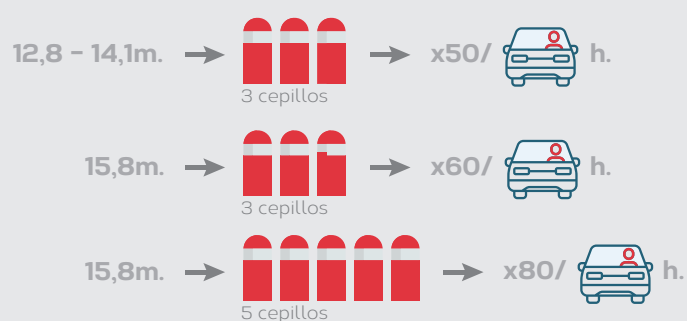 12,8 - 14,1m. x50/ h.
3 cepillos
15,8m. x60/ h.
3 cepillos
15,8m. x80/ h.
5 cepillos